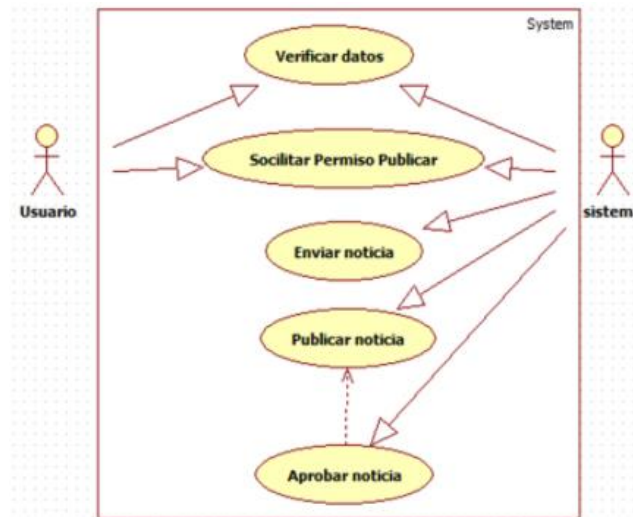 System
Verificar datos
Socilitar Permiso Publicar
Usuario
sistem
Enviar noticia
Publicar noticia
Aprobar noticia